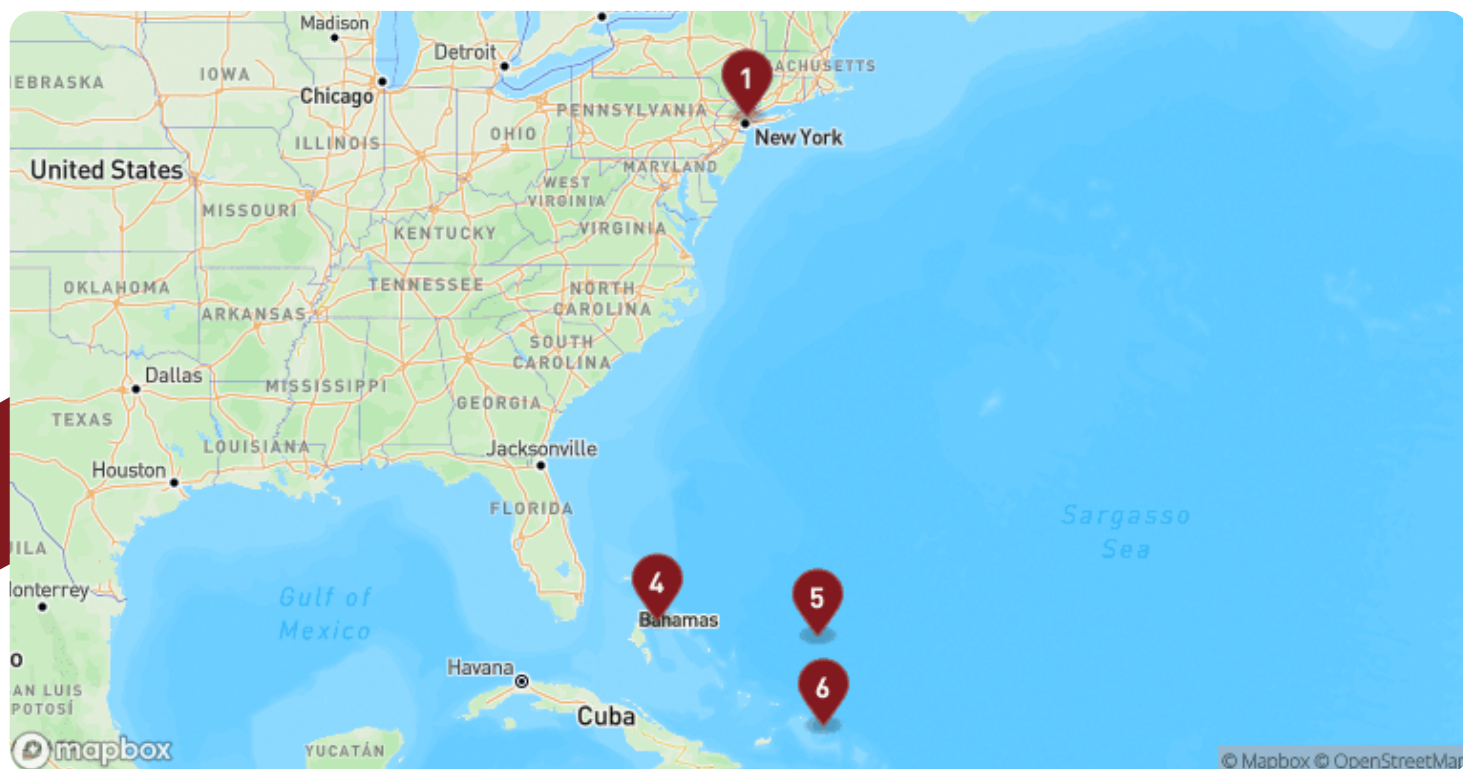 Madison
Detroit
1
ACHUSETTS
IOWA
EBRASKA
Chicago
PENNSYLVANIA
New York
OHIO
ILLINOIS
United States
MARYLAND
WEST
VIRGINIA
MISSOURI
KENTUCKY
VIRGINIA
OKLAHOMA
TENNESSEE
NORTH
CAROLINA
ARKANSAS
SOUTH
CAROLINA
Dallas
MISSISSIPPI
GEORGIA
TEXAS
LOUISIANA
Jacksonville
Houston
FLORIDA
Sargasso
Sea
UILA
4
5
onterrey
Gulf of
Mexico
Bahamas
o
Havana
6
AN LUIS
POTOSÍ
Cuba
mapbox
YUCATÁN
© Mapbox © OpenStreetMap